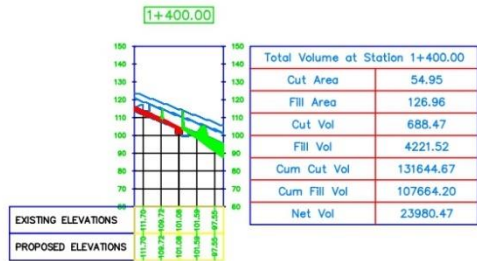 1+400.00
150 150
140 140
130 130
120 120
110 110
100 100
90 90
80 80
70 70
60 60
Total Volume at Station 1+400.00
Cut Area 54.95
Fill Area 126.96
Cut Vol 688.47
Fill Vol 4221.52
Cum Cut Vol 131644.67
Cum Fill Vol 107664.20
Net Vol 23980.47
EXISTING ELEVATIONS
PROPOSED ELEVATIONS